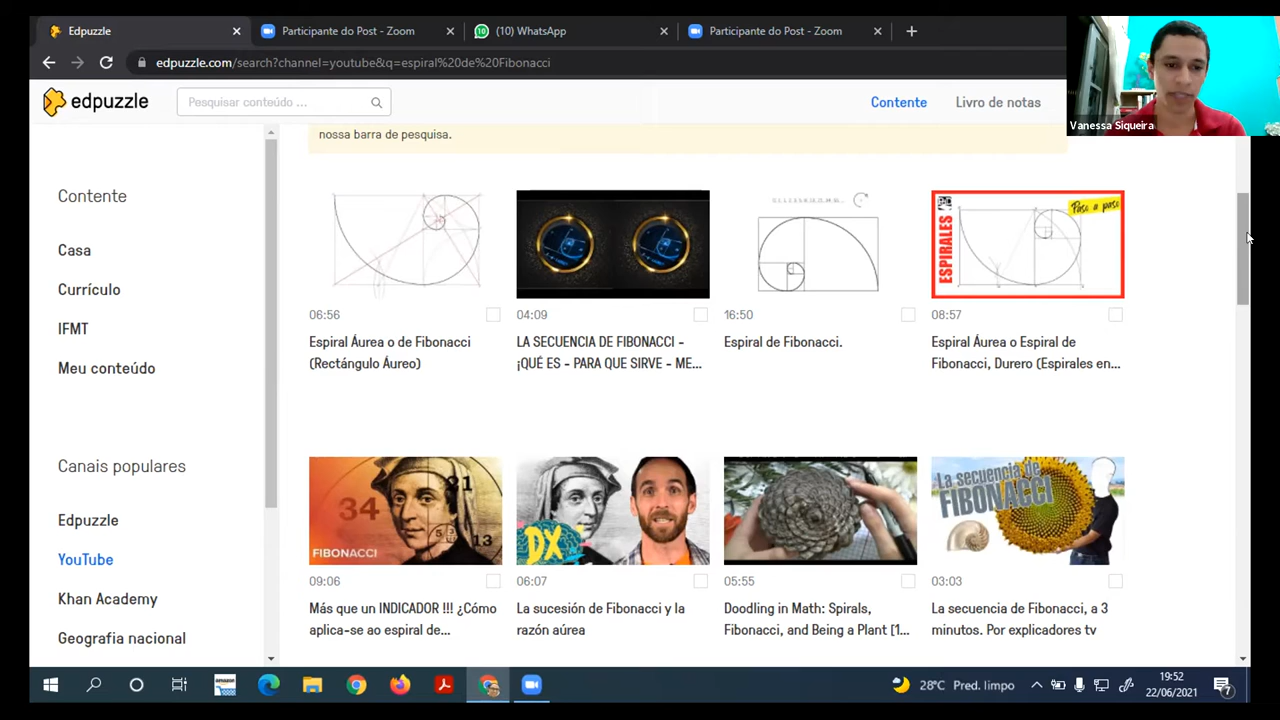 Edpuzzle
Participante do Post - Zoom
(10) WhatsApp
Participante do Post - Zoom
edpuzzle.com/search?channel=youtube&q=espiral%20de%20Fibonacci
edpuzzle
Pesquisar conteúdo ...
Contente
Livro de notas
Vanessa Siqueira
nossa barra de pesquisa.
Contente
Casa
Currículo
IFMT
Meu conteúdo
Canais populares
Edpuzzle
YouTube
Khan Academy
Geografia nacional
ESPIRALES
Paso a paso
06:56
04:09
16:50
08:57
Espiral Áurea o de Fibonacci
(Rectángulo Áureo)
LA SECUENCIA DE FIBONACCI -
¡QUÉ ES - PARA QUE SIRVE - ME...
Espiral de Fibonacci.
Espiral Áurea o Espiral de
Fibonacci, Durero (Espirales en...
34
21
13
FIBONACCI
DX
La secuencia de
FIBONACCI
09:06
06:07
05:55
03:03
Más que un INDICADOR !!! ¿Cómo
aplica-se ao espiral de...
La sucesión de Fibonacci y la
razón aúrea
Doodling in Math: Spirals,
Fibonacci, and Being a Plant [1...
La secuencia de Fibonacci, a 3
minutos. Por explicadores tv
amazon
28°C Pred. limpo
19:52
22/06/2021
7